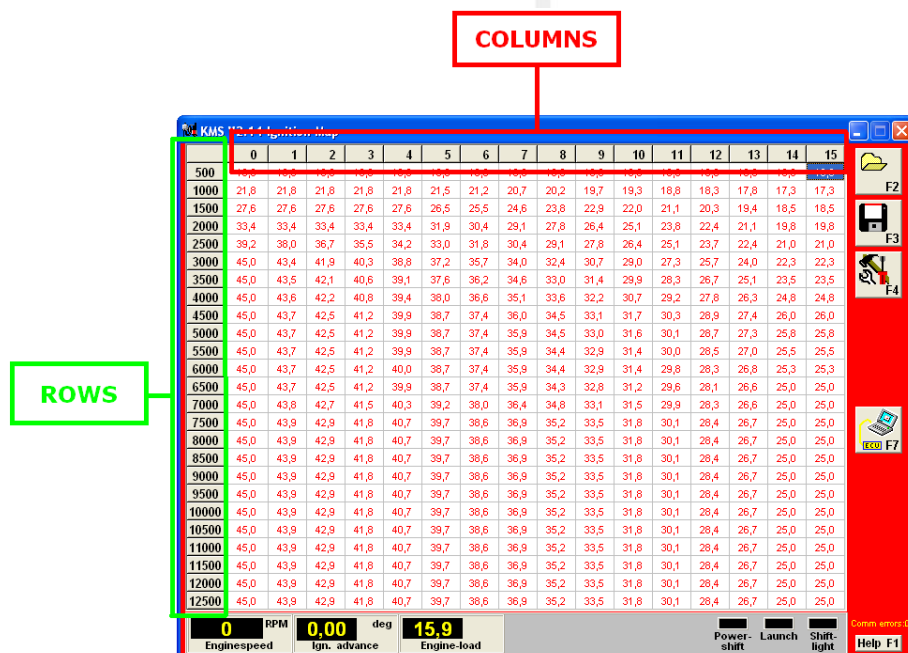 COLUMNS
Ignition Map
0 1 2 3 4 5 6 7 8 9 10 11 12 13 14 15
500
F2
1000 21,8 21,8 21,8 21,8 21,8 21,5 21,2 20,7 20,2 19,7 19,3 18,8 18,3 17,8 17,3 17,3
1500 27,6 27,6 27,6 27,6 27,6 26,5 25,5 24,6 23,8 22,9 22,0 21,1 20,3 19,4 18,5 18,5
2000 33,4 33,4 33,4 33,4 33,4 31,9 30,4 29,1 27,8 26,4 25,1 23,8 22,4 21,1 19,8 19,8
F3
2500 39,2 38,0 36,7 35,5 34,2 33,0 31,8 30,4 29,1 27,8 26,4 25,1 23,7 22,4 21,0 21,0
3000 45,0 43,4 41,9 40,3 38,8 37,2 35,7 34,0 32,4 30,7 29,0 27,3 25,7 24,0 22,3 22,3
3500 45,0 43,5 42,1 40,6 39,1 37,6 36,2 34,6 33,0 31,4 29,9 28,3 26,7 25,1 23,5 23,5
F4
4000 45,0 43,6 42,2 40,8 39,4 38,0 36,6 35,1 33,6 32,2 30,7 29,2 27,8 26,3 24,8 24,8
4500 45,0 43,7 42,5 41,2 39,9 38,7 37,4 36,0 34,5 33,1 31,7 30,3 28,9 27,4 26,0 26,0
5000 45,0 43,7 42,5 41,2 39,9 38,7 37,4 35,9 34,5 33,0 31,6 30,1 28,7 27,3 25,8 25,8
5500 45,0 43,7 42,5 41,2 39,9 38,7 37,4 35,9 34,4 32,9 31,4 30,0 28,5 27,0 25,5 25,5
6000 45,0 43,7 42,5 41,2 40,0 38,7 37,4 35,9 34,4 32,9 31,4 29,8 28,3 26,8 25,3 25,3
ROWS
6500 45,0 43,7 42,5 41,2 39,9 38,7 37,4 35,9 34,3 32,8 31,2 29,6 28,1 26,6 25,0 25,0
7000 45,0 43,8 42,7 41,5 40,3 39,2 38,0 36,4 34,8 33,1 31,5 29,9 28,3 26,6 25,0 25,0
7500 45,0 43,9 42,9 41,8 40,7 39,7 38,6 36,9 35,2 33,5 31,8 30,1 28,4 26,7 25,0 25,0
8000 45,0 43,9 42,9 41,8 40,7 39,7 38,6 36,9 35,2 33,5 31,8 30,1 28,4 26,7 25,0 25,0
ECU F7
8500 45,0 43,9 42,9 41,8 40,7 39,7 38,6 36,9 35,2 33,5 31,8 30,1 28,4 26,7 25,0 25,0
9000 45,0 43,9 42,9 41,8 40,7 39,7 38,6 36,9 35,2 33,5 31,8 30,1 28,4 26,7 25,0 25,0
9500 45,0 43,9 42,9 41,8 40,7 39,7 38,6 36,9 35,2 33,5 31,8 30,1 28,4 26,7 25,0 25,0
10000 45,0 43,9 42,9 41,8 40,7 39,7 38,6 36,9 35,2 33,5 31,8 30,1 28,4 26,7 25,0 25,0
10500 45,0 43,9 42,9 41,8 40,7 39,7 38,6 36,9 35,2 33,5 31,8 30,1 28,4 26,7 25,0 25,0
11000 45,0 43,9 42,9 41,8 40,7 39,7 38,6 36,9 35,2 33,5 31,8 30,1 28,4 26,7 25,0 25,0
11500 45,0 43,9 42,9 41,8 40,7 39,7 38,6 36,9 35,2 33,5 31,8 30,1 28,4 26,7 25,0 25,0
12000 45,0 43,9 42,9 41,8 40,7 39,7 38,6 36,9 35,2 33,5 31,8 30,1 28,4 26,7 25,0 25,0
12500 45,0 43,9 42,9 41,8 40,7 39,7 38,6 36,9 35,2 33,5 31,8 30,1 28,4 26,7 25,0 25,0
0 RPM
Enginespeed
0,00 deg
Ign. advance
15,9
Engine-load
Power-
shift
Launch
Shift-
light
Comm errors:
Help F1